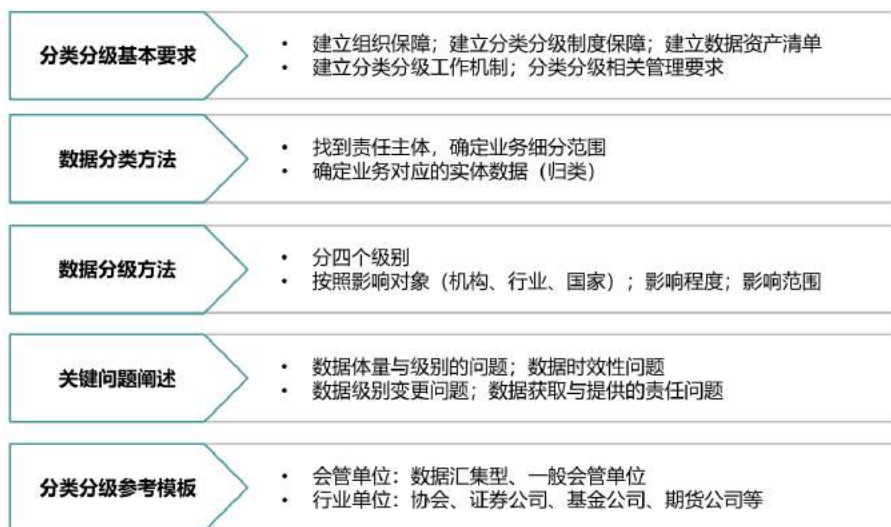 分类分级基本要求
• 建立组织保障；建立分类分级制度保障；建立数据资产清单
• 建立分类分级工作机制；分类分级相关管理要求
数据分类方法
• 找到责任主体，确定业务细分范围
• 确定业务对应的实体数据（归类）
数据分级方法
• 分四个级别
• 按照影响对象（机构、行业、国家）；影响程度；影响范围
关键问题阐述
• 数据体量与级别的问题；数据时效性问题
• 数据级别变更问题；数据获取与提供的责任问题
分类分级参考模板
• 会管单位：数据汇集型、一般会管单位
• 行业单位：协会、证券公司、基金公司、期货公司等